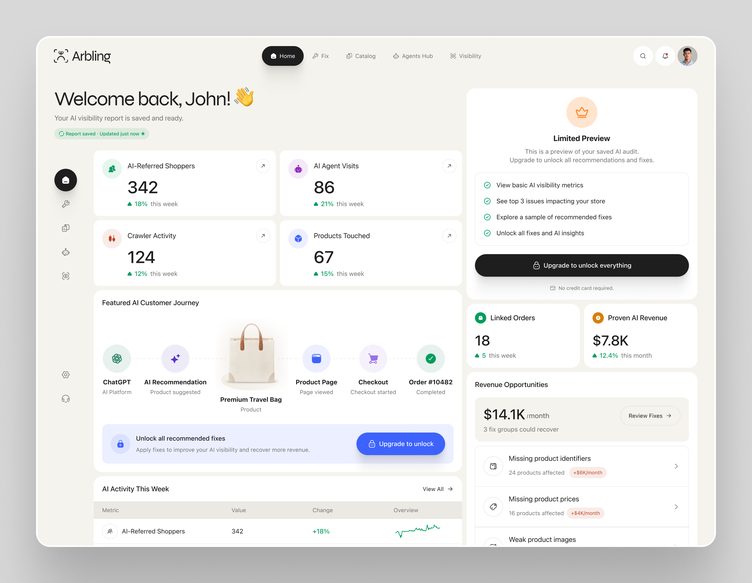 Arbling
Home
Fix
Catalog
Agents Hub
Visibility
Welcome back, John!
Your AI visibility report is saved and ready.
Report saved · Updated just now
AI-Referred Shoppers
342
18% this week
AI Agent Visits
86
21% this week
Crawler Activity
124
12% this week
Products Touched
67
15% this week
Featured AI Customer Journey
ChatGPT
AI Platform
AI Recommendation
Product suggested
Premium Travel Bag
Product
Product Page
Page viewed
Checkout
Checkout started
Order #10482
Completed
Unlock all recommended fixes
Apply fixes to improve your AI visibility and recover more revenue.
Upgrade to unlock
AI Activity This Week
View All
Metric
Value
Change
Overview
AI-Referred Shoppers
342
+18%
Limited Preview
This is a preview of your saved AI audit.
Upgrade to unlock all recommendations and fixes.
View basic AI visibility metrics
See top 3 issues impacting your store
Explore a sample of recommended fixes
Unlock all fixes and AI insights
Upgrade to unlock everything
No credit card required.
Linked Orders
18
5 this week
Proven AI Revenue
$7.8K
12.4% this month
Revenue Opportunities
$14.1K/month
3 fix groups could recover
Review Fixes
Missing product identifiers
24 products affected
+$6K/month
Missing product prices
16 products affected
+$4K/month
Weak product images